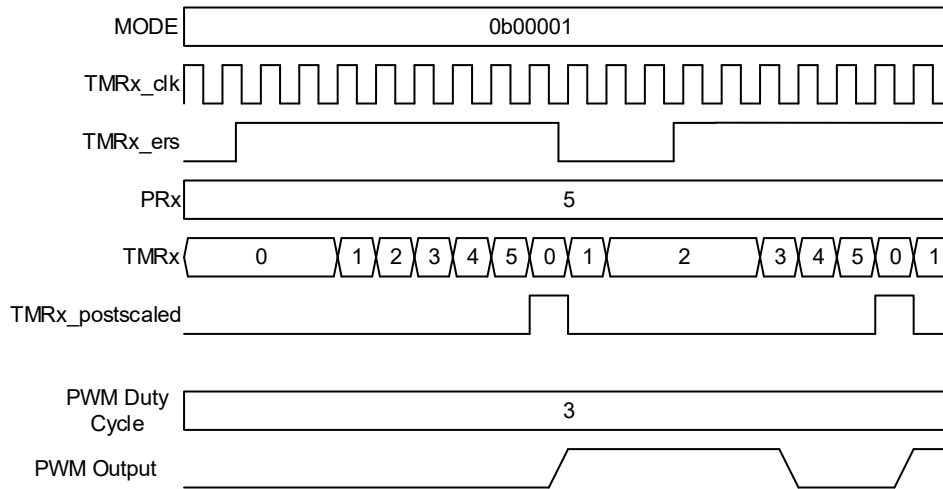 MODE 0b00001
TMRx_clk
TMRx_ers
PRx 5
TMRx 0 1 2 3 4 5 0 1 2 3 4 5 0 1
TMRx_postscaled
PWM Duty
Cycle 3
PWM Output